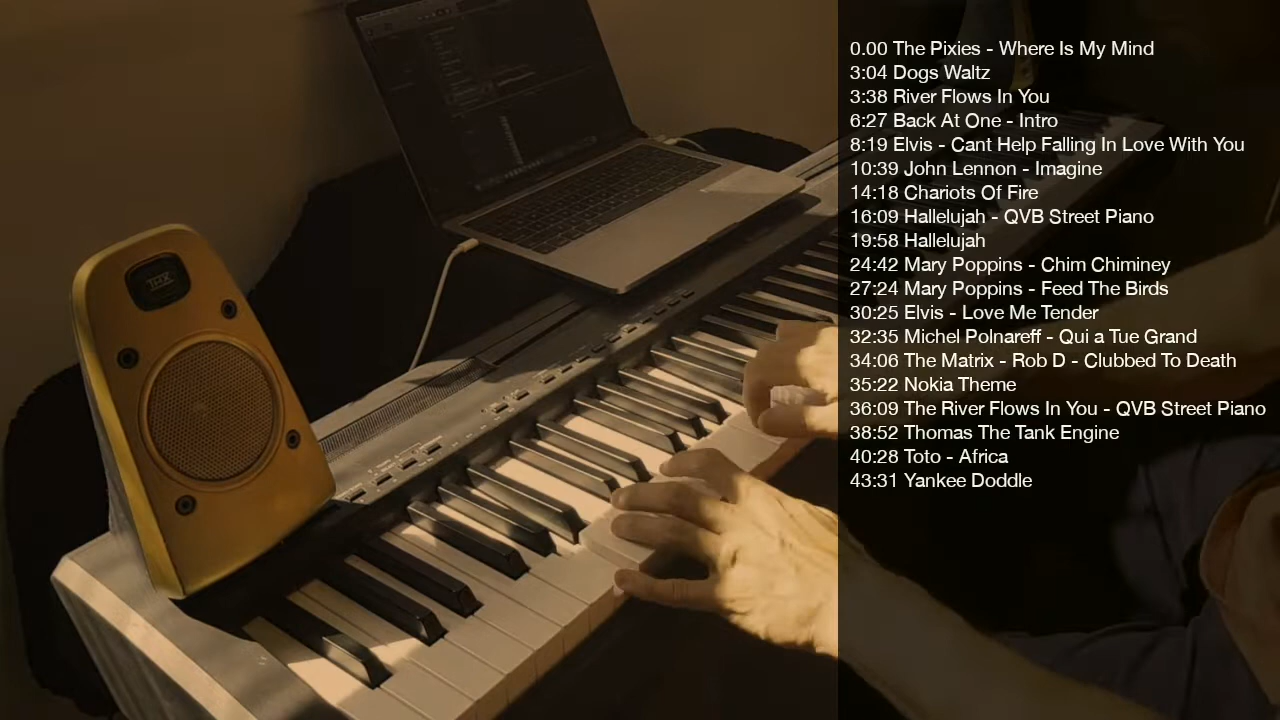 THX
0.00 The Pixies - Where Is My Mind
3:04 Dogs Waltz
3:38 River Flows In You
6:27 Back At One - Intro
8:19 Elvis - Cant Help Falling In Love With You
10:39 John Lennon - Imagine
14:18 Chariots Of Fire
16:09 Hallelujah - QVB Street Piano
19:58 Hallelujah
24:42 Mary Poppins - Chim Chiminey
27:24 Mary Poppins - Feed The Birds
30:25 Elvis - Love Me Tender
32:35 Michel Polnareff - Qui a Tue Grand
34:06 The Matrix - Rob D - Clubbed To Death
35:22 Nokia Theme
36:09 The River Flows In You - QVB Street Piano
38:52 Thomas The Tank Engine
40:28 Toto - Africa
43:31 Yankee Doddle